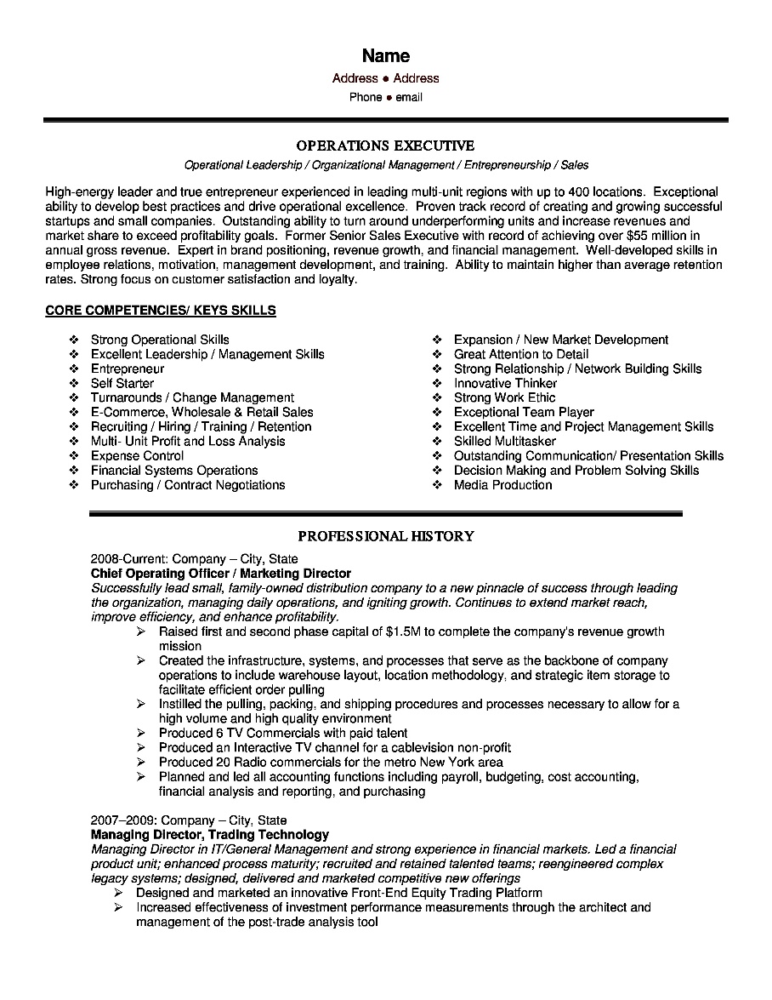 Name
Address ● Address
Phone ● email
OPERATIONS EXECUTIVE
Operational Leadership / Organizational Management / Entrepreneurship / Sales
High-energy leader and true entrepreneur experienced in leading multi-unit regions with up to 400 locations. Exceptional
ability to develop best practices and drive operational excellence. Proven track record of creating and growing successful
startups and small companies. Outstanding ability to turn around underperforming units and increase revenues and
market share to exceed profitability goals. Former Senior Sales Executive with record of achieving over $55 million in
annual gross revenue. Expert in brand positioning, revenue growth, and financial management. Well-developed skills in
employee relations, motivation, management development, and training. Ability to maintain higher than average retention
rates. Strong focus on customer satisfaction and loyalty.
CORE COMPETENCIES/ KEYS SKILLS
❖ Strong Operational Skills
❖ Excellent Leadership / Management Skills
❖ Entrepreneur
❖ Self Starter
❖ Turnarounds / Change Management
❖ E-Commerce, Wholesale & Retail Sales
❖ Recruiting / Hiring / Training / Retention
❖ Multi- Unit Profit and Loss Analysis
❖ Expense Control
❖ Financial Systems Operations
❖ Purchasing / Contract Negotiations
❖ Expansion / New Market Development
❖ Great Attention to Detail
❖ Strong Relationship / Network Building Skills
❖ Innovative Thinker
❖ Strong Work Ethic
❖ Exceptional Team Player
❖ Excellent Time and Project Management Skills
❖ Skilled Multitasker
❖ Outstanding Communication/ Presentation Skills
❖ Decision Making and Problem Solving Skills
❖ Media Production
PROFESSIONAL HISTORY
2008-Current: Company – City, State
Chief Operating Officer / Marketing Director
Successfully lead small, family-owned distribution company to a new pinnacle of success through leading
the organization, managing daily operations, and igniting growth. Continues to extend market reach,
improve efficiency, and enhance profitability.
➢ Raised first and second phase capital of $1.5M to complete the company's revenue growth
mission
➢ Created the infrastructure, systems, and processes that serve as the backbone of company
operations to include warehouse layout, location methodology, and strategic item storage to
facilitate efficient order pulling
➢ Instilled the pulling, packing, and shipping procedures and processes necessary to allow for a
high volume and high quality environment
➢ Produced 6 TV Commercials with paid talent
➢ Produced an Interactive TV channel for a cablevision non-profit
➢ Produced 20 Radio commercials for the metro New York area
➢ Planned and led all accounting functions including payroll, budgeting, cost accounting,
financial analysis and reporting, and purchasing
2007–2009: Company – City, State
Managing Director, Trading Technology
Managing Director in IT/General Management and strong experience in financial markets. Led a financial
product unit; enhanced process maturity; recruited and retained talented teams; reengineered complex
legacy systems; designed, delivered and marketed competitive new offerings
➢ Designed and marketed an innovative Front-End Equity Trading Platform
➢ Increased effectiveness of investment performance measurements through the architect and
management of the post-trade analysis tool